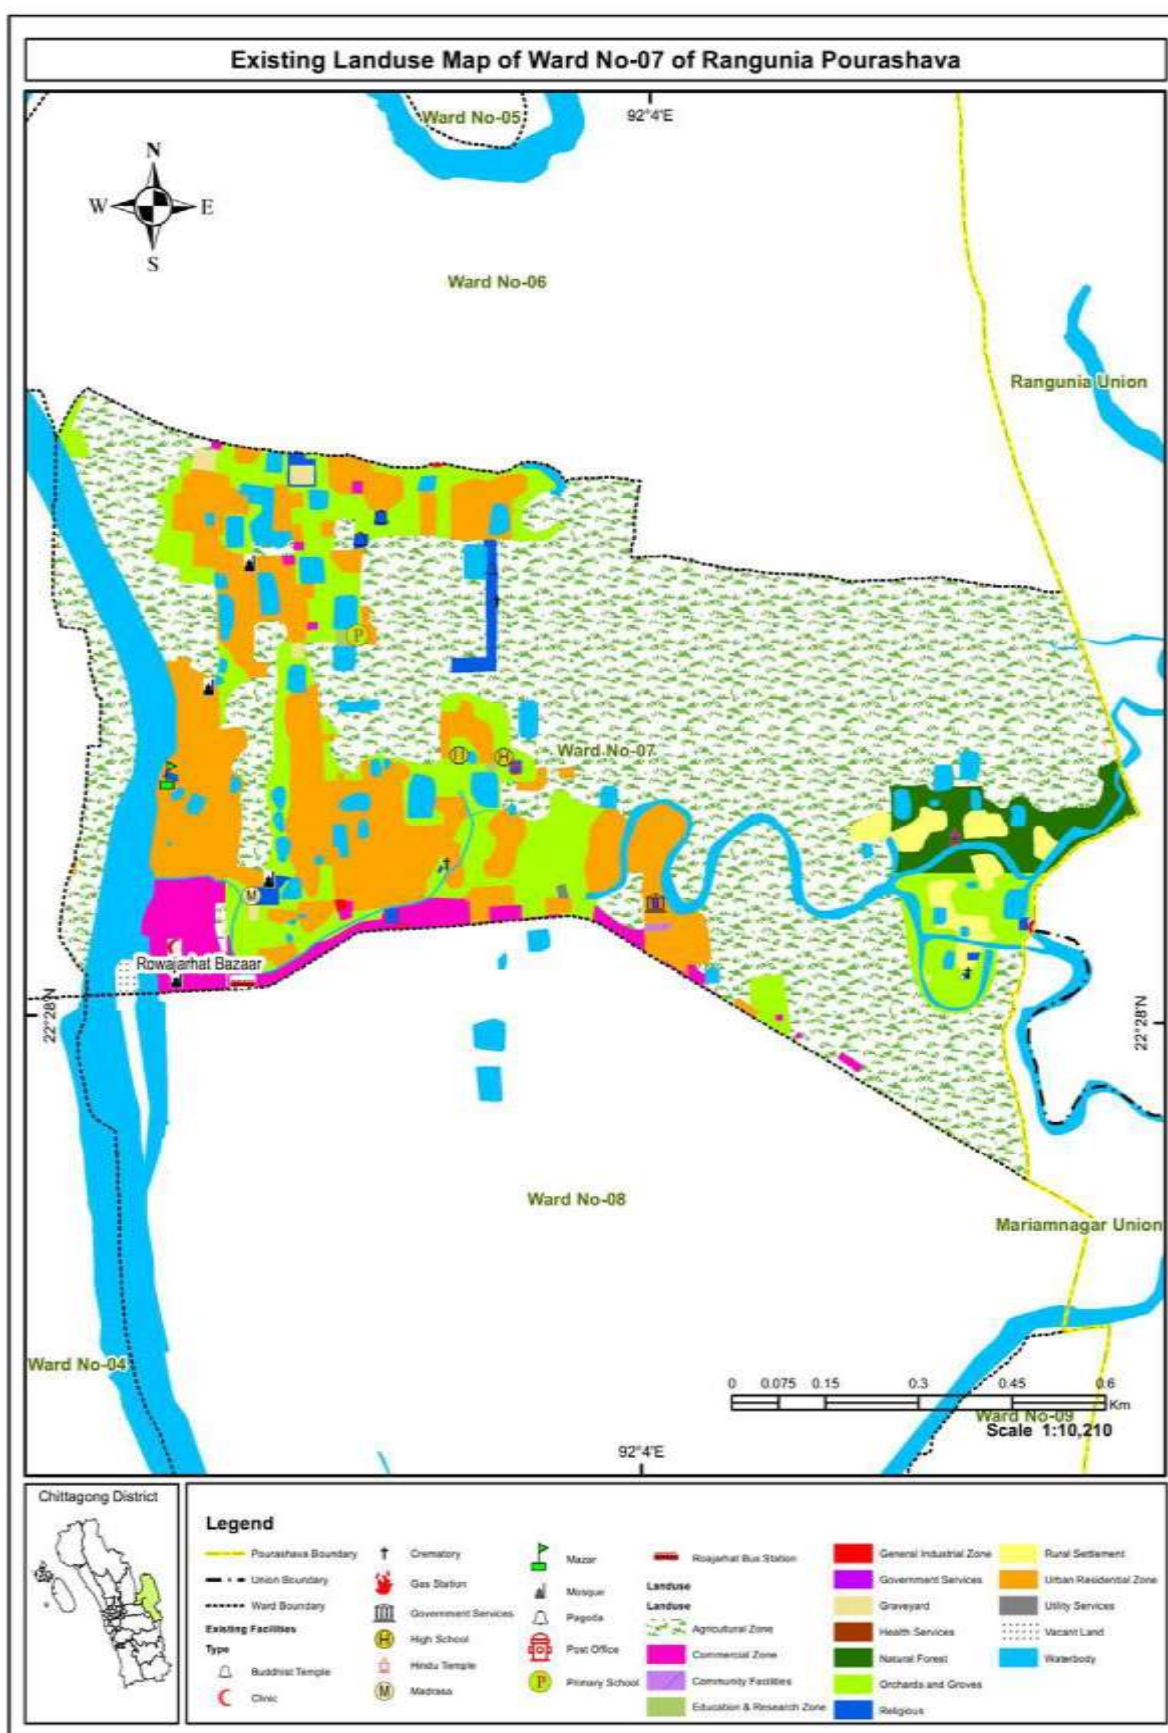 Existing Landuse Map of Ward No-07 of Rangunia Pourashava
Ward No-05
92°4'E
N
W E
S
Ward No-06
Rangunia Union
P
H H
Ward No-07
M
Rowajarhat Bazaar
22°28'N
22°28'N
Ward No-08
Mariamnagar Union
Ward No-04
0 0.075 0.15 0.3 0.45 0.6
Km
Ward No-09
Scale 1:10,210
92°4'E
Chittagong District
Legend
Pourashava Boundary
Union Boundary
Ward Boundary
Existing Facilities
Type
Buddhist Temple
Clinic
Crematory
Gas Station
Government Services
H High School
Hindu Temple
M Madrasa
Mazar
Mosque
Pagoda
Post Office
P Primary School
Roajarhat Bus Station
Landuse
Landuse
Agricultural Zone
Commercial Zone
Community Facilities
Education & Research Zone
General Industrial Zone
Government Services
Graveyard
Health Services
Natural Forest
Orchards and Groves
Religious
Rural Settlement
Urban Residential Zone
Utility Services
Vacant Land
Waterbody